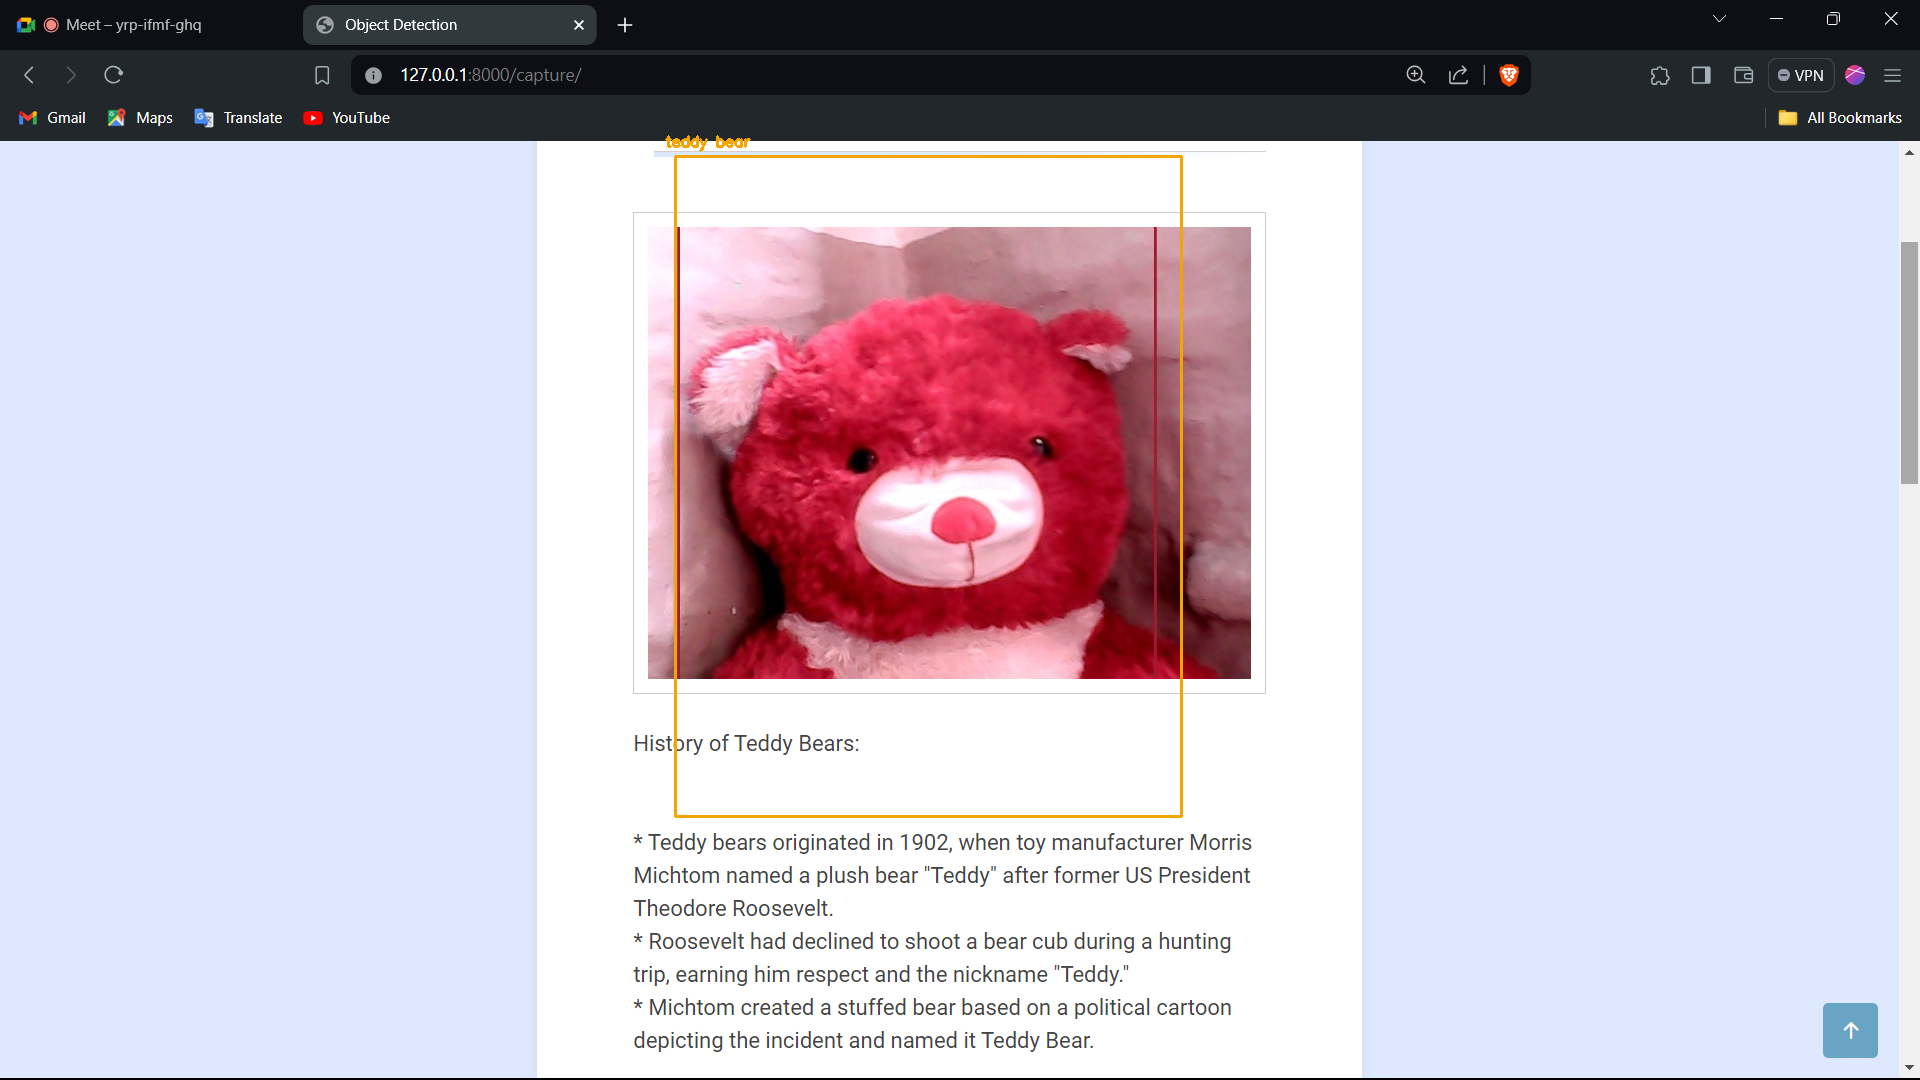 Meet – yrp-ifmf-ghq
Object Detection
127.0.0.1:8000/capture/
VPN
Gmail
Maps
Translate
YouTube
All Bookmarks
teddy bear
History of Teddy Bears:
* Teddy bears originated in 1902, when toy manufacturer Morris
Michtom named a plush bear "Teddy" after former US President
Theodore Roosevelt.
* Roosevelt had declined to shoot a bear cub during a hunting
trip, earning him respect and the nickname "Teddy."
* Michtom created a stuffed bear based on a political cartoon
depicting the incident and named it Teddy Bear.